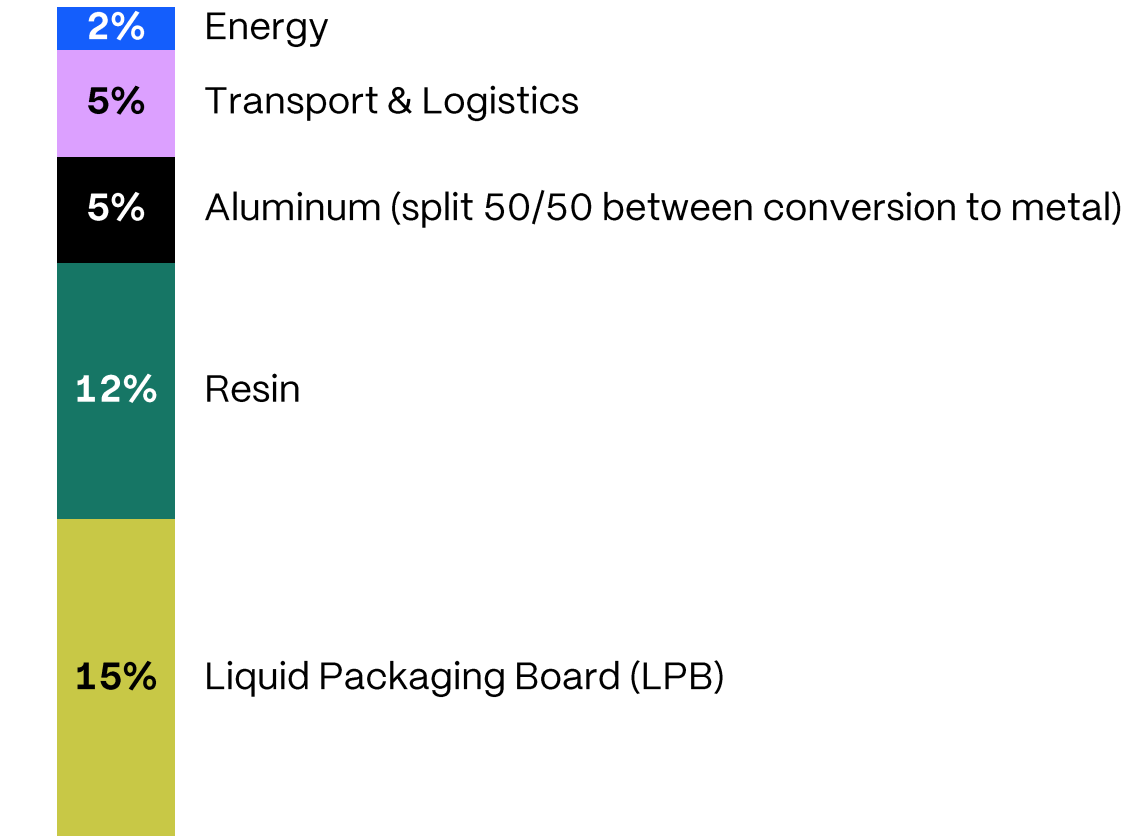 2% Energy
5% Transport & Logistics
5% Aluminum (split 50/50 between conversion to metal)
12% Resin
15% Liquid Packaging Board (LPB)